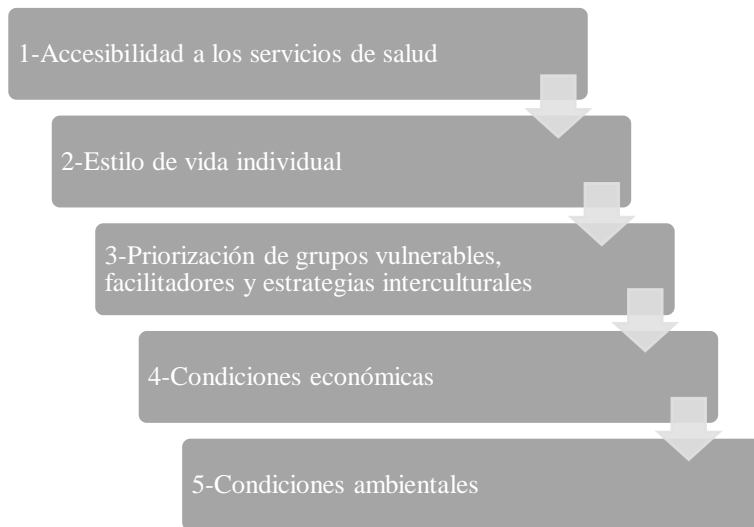 1-Accesibilidad a los servicios de salud
2-Estilo de vida individual
3-Priorización de grupos vulnerables,
facilitadores y estrategias interculturales
4-Condiciones económicas
5-Condiciones ambientales